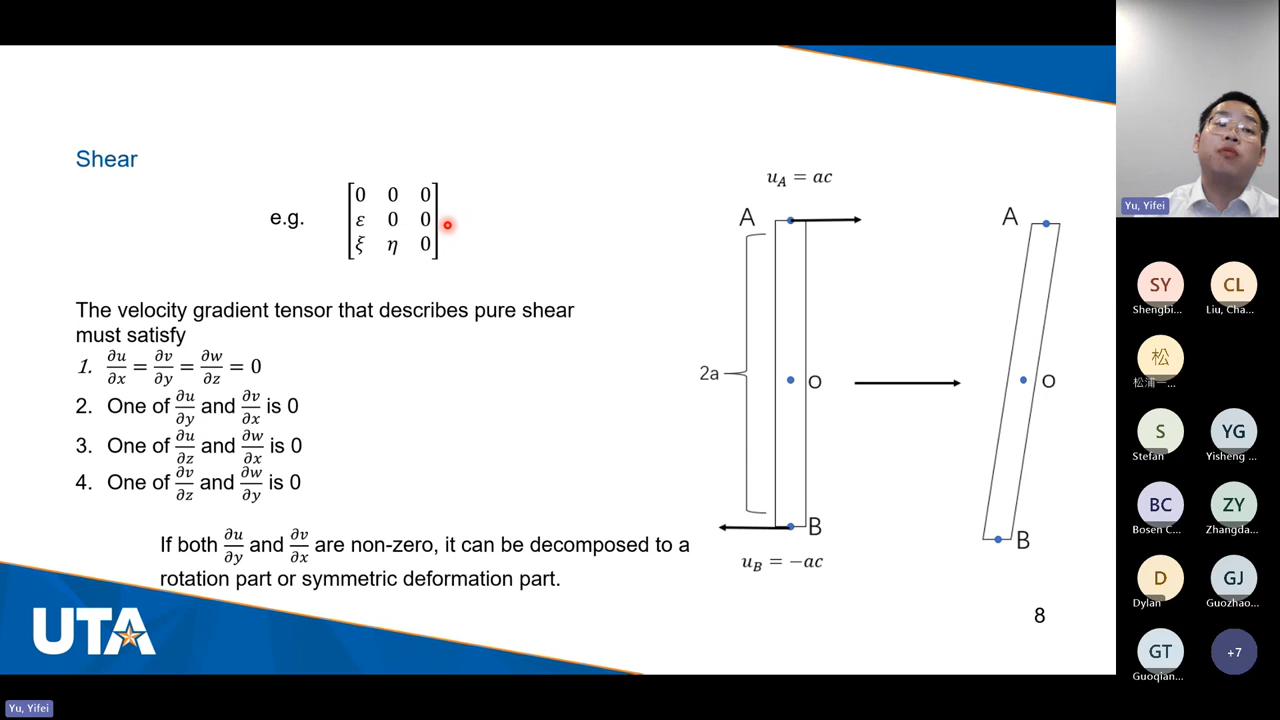 Shear
e.g.
[0 0 0
ε 0 0
ξ η 0]
The velocity gradient tensor that describes pure shear
must satisfy
1. ∂u/∂x = ∂v/∂y = ∂w/∂z = 0
2. One of ∂u/∂y and ∂v/∂x is 0
3. One of ∂u/∂z and ∂w/∂x is 0
4. One of ∂v/∂z and ∂w/∂y is 0
If both ∂u/∂y and ∂v/∂x are non-zero, it can be decomposed to a
rotation part or symmetric deformation part.
u_A = ac
A
2a
O
B
u_B = −ac
A
O
B
8
UTA
Yu, Yifei
Yu, Yifei
SY
Shengbi...
CL
Liu, Cha...
松
松浦一...
S
Stefan
YG
Yisheng ...
BC
Bosen C...
ZY
Zhangda...
D
Dylan
GJ
Guozhao...
GT
Guoqian...
+7